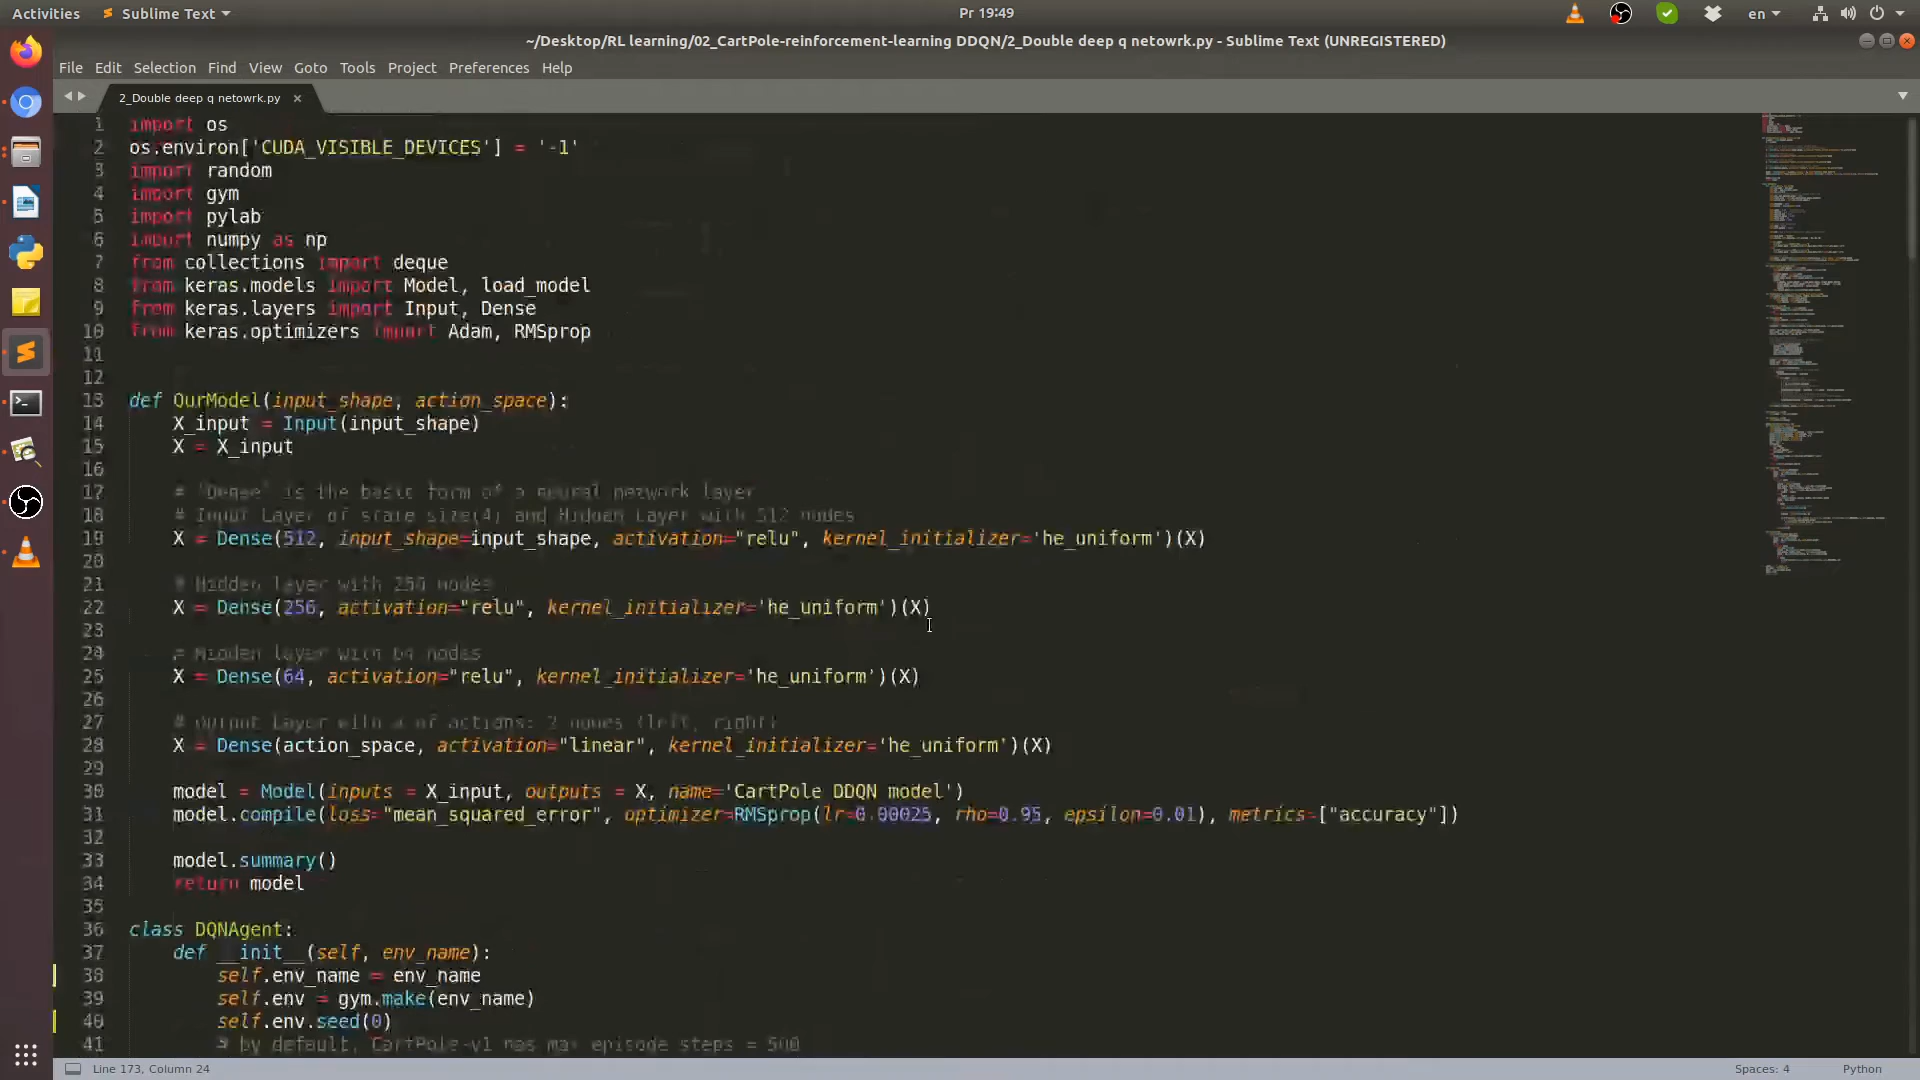 Activities
Sublime Text
Pr 19:49
en
~/Desktop/RL learning/02_CartPole-reinforcement-learning DDQN/2_Double deep q netowrk.py - Sublime Text (UNREGISTERED)
File Edit Selection Find View Goto Tools Project Preferences Help
2_Double deep q netowrk.py
1 import os
2 os.environ['CUDA_VISIBLE_DEVICES'] = '-1'
3 import random
4 import gym
5 import pylab
6 import numpy as np
7 from collections import deque
8 from keras.models import Model, load_model
9 from keras.layers import Input, Dense
10 from keras.optimizers import Adam, RMSprop
11
12
13 def OurModel(input_shape, action_space):
14 X_input = Input(input_shape)
15 X = X_input
16
17 # 'Dense' is the basic form of a neural network layer
18 # Input Layer of state size(4) and Hidden Layer with 512 nodes
19 X = Dense(512, input_shape=input_shape, activation="relu", kernel_initializer='he_uniform')(X)
20
21 # Hidden layer with 256 nodes
22 X = Dense(256, activation="relu", kernel_initializer='he_uniform')(X)
23
24 # Hidden layer with 64 nodes
25 X = Dense(64, activation="relu", kernel_initializer='he_uniform')(X)
26
27 # Output Layer with # of actions: 2 nodes (left, right)
28 X = Dense(action_space, activation="linear", kernel_initializer='he_uniform')(X)
29
30 model = Model(inputs = X_input, outputs = X, name='CartPole DDQN model')
31 model.compile(loss="mean_squared_error", optimizer=RMSprop(lr=0.00025, rho=0.95, epsilon=0.01), metrics=["accuracy"])
32
33 model.summary()
34 return model
35
36 class DQNAgent:
37 def __init__(self, env_name):
38 self.env_name = env_name
39 self.env = gym.make(env_name)
40 self.env.seed(0)
41 # by default, CartPole-v1 has max episode steps = 500
Line 173, Column 24
Spaces: 4
Python